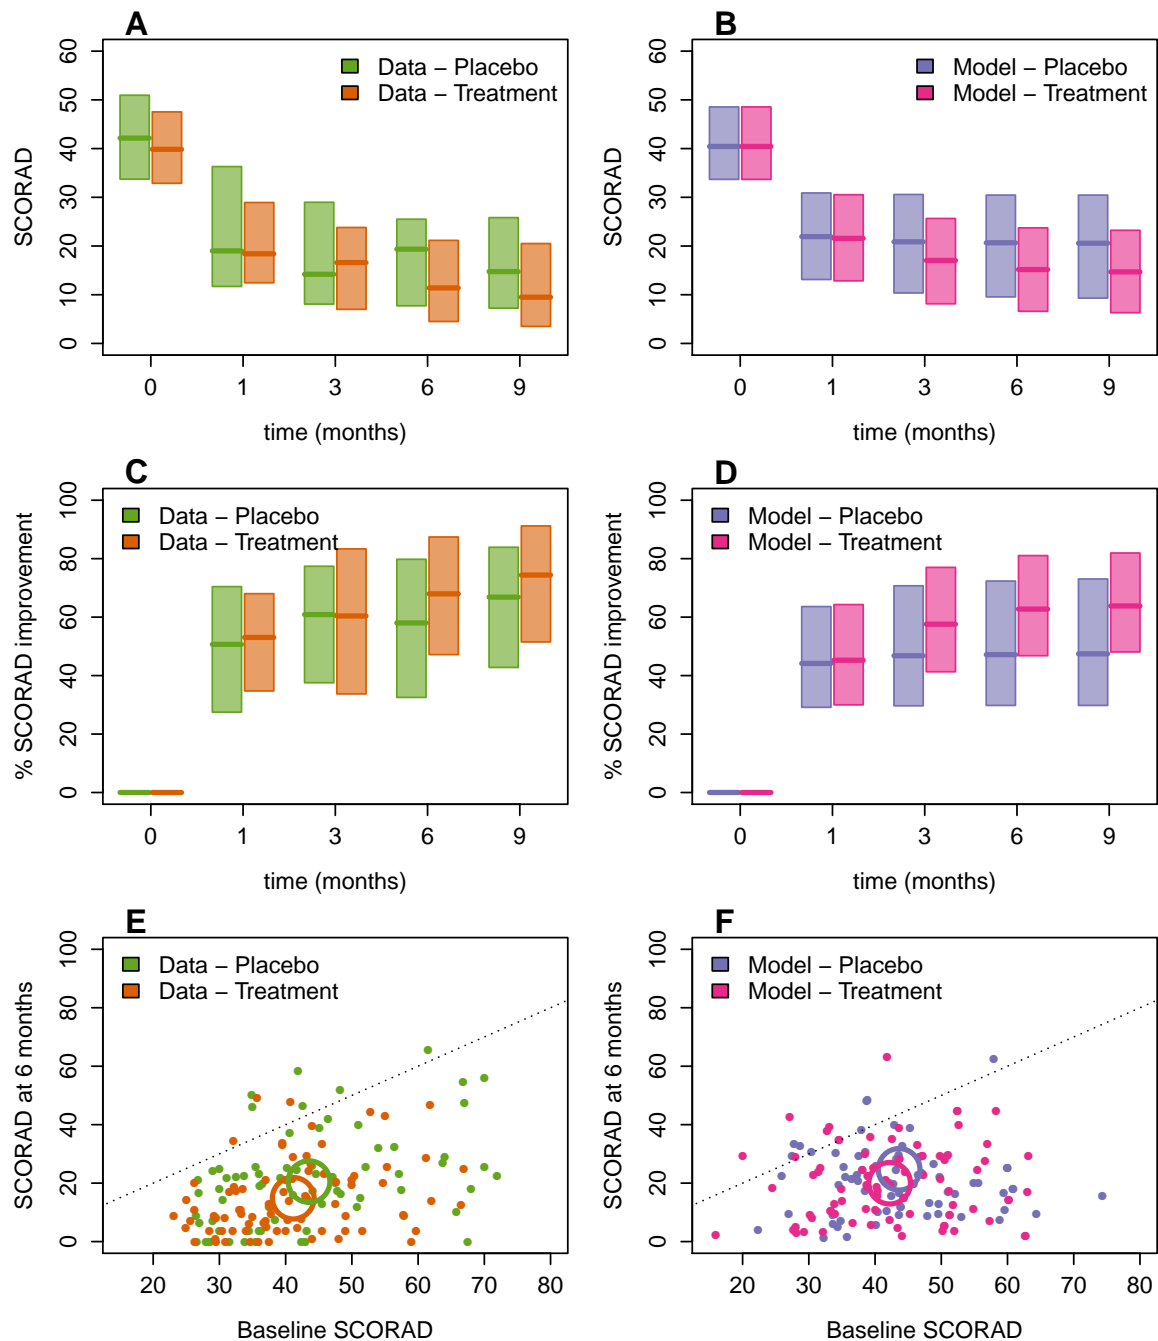 A
60
50
40
30
20
10
0
SCORAD
Data − Placebo
Data − Treatment
0 1 3 6 9
time (months)
B
60
50
40
30
20
10
0
SCORAD
Model − Placebo
Model − Treatment
0 1 3 6 9
time (months)
C
100
80
60
40
20
0
% SCORAD improvement
Data − Placebo
Data − Treatment
0 1 3 6 9
time (months)
D
100
80
60
40
20
0
% SCORAD improvement
Model − Placebo
Model − Treatment
0 1 3 6 9
time (months)
E
100
80
60
40
20
0
SCORAD at 6 months
Data − Placebo
Data − Treatment
20 30 40 50 60 70 80
Baseline SCORAD
F
100
80
60
40
20
0
SCORAD at 6 months
Model − Placebo
Model − Treatment
20 30 40 50 60 70 80
Baseline SCORAD